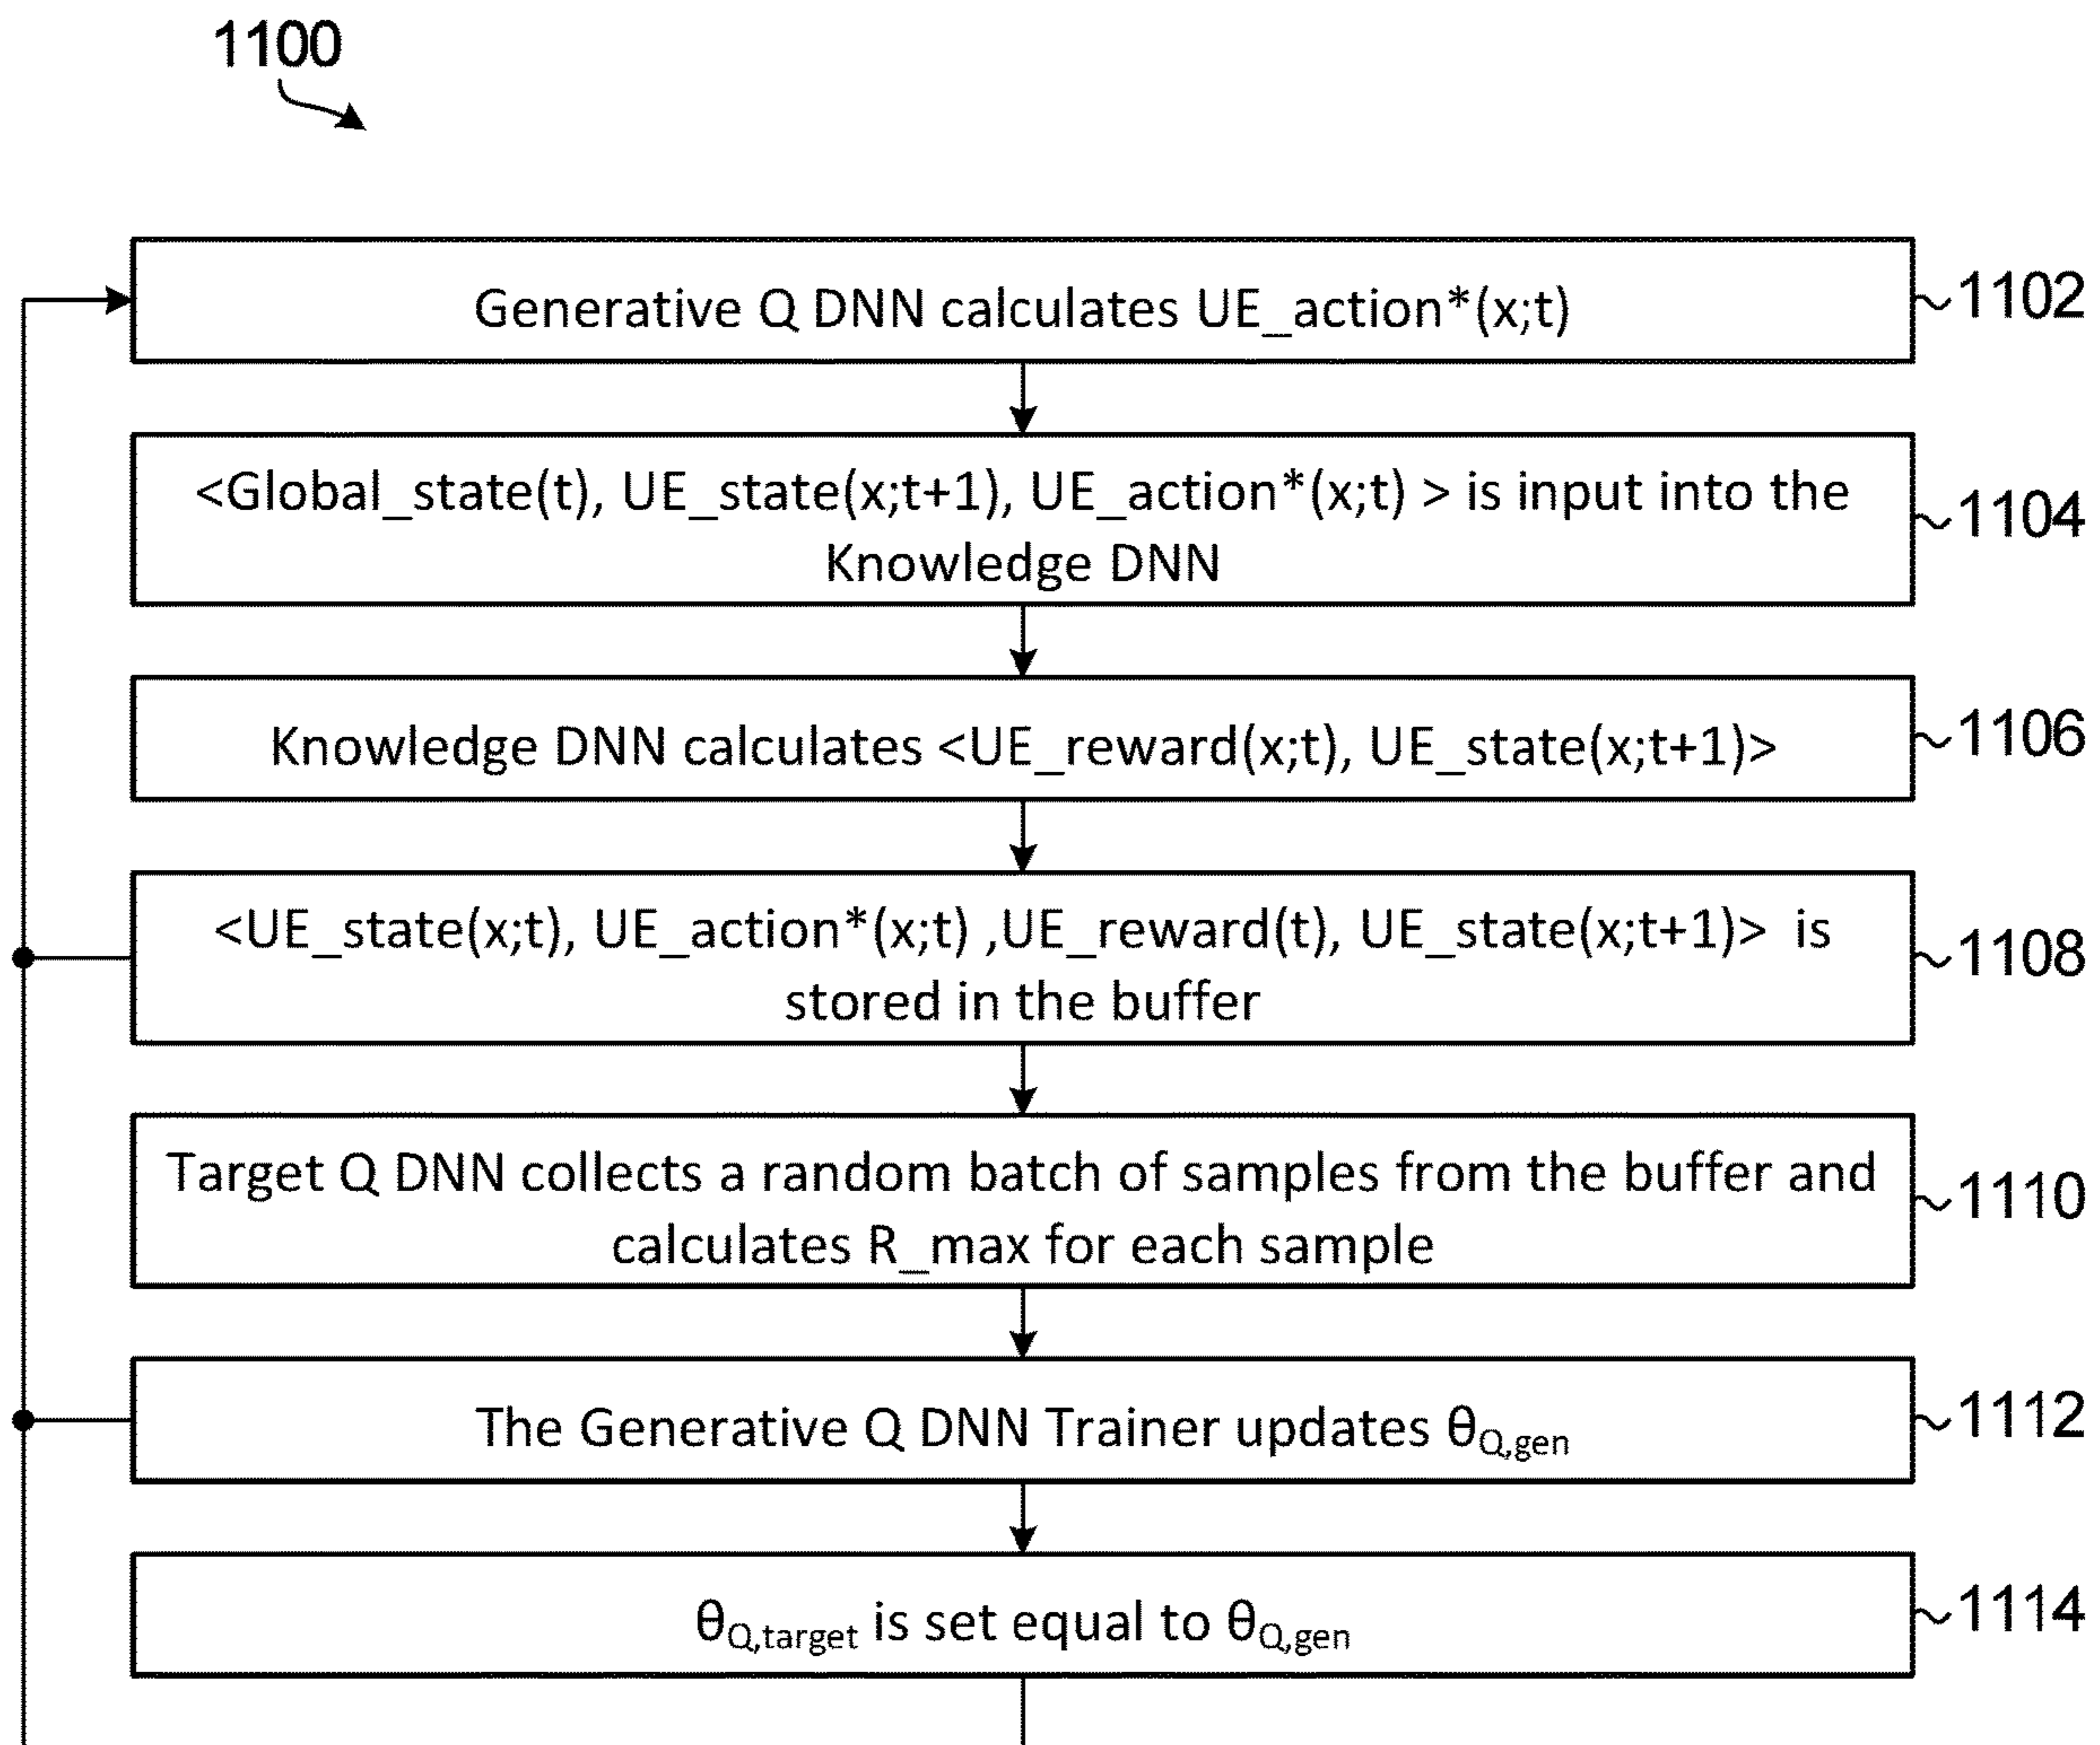 1100
Generative Q DNN calculates UE_action*(x;t)
1102
<Global_state(t), UE_state(x;t+1), UE_action*(x;t) > is input into the
Knowledge DNN
1104
Knowledge DNN calculates <UE_reward(x;t), UE_state(x;t+1)>
1106
<UE_state(x;t), UE_action*(x;t) ,UE_reward(t), UE_state(x;t+1)> is
stored in the buffer
1108
Target Q DNN collects a random batch of samples from the buffer and
calculates R_max for each sample
1110
The Generative Q DNN Trainer updates θQ,gen
1112
θQ,target is set equal to θQ,gen
1114